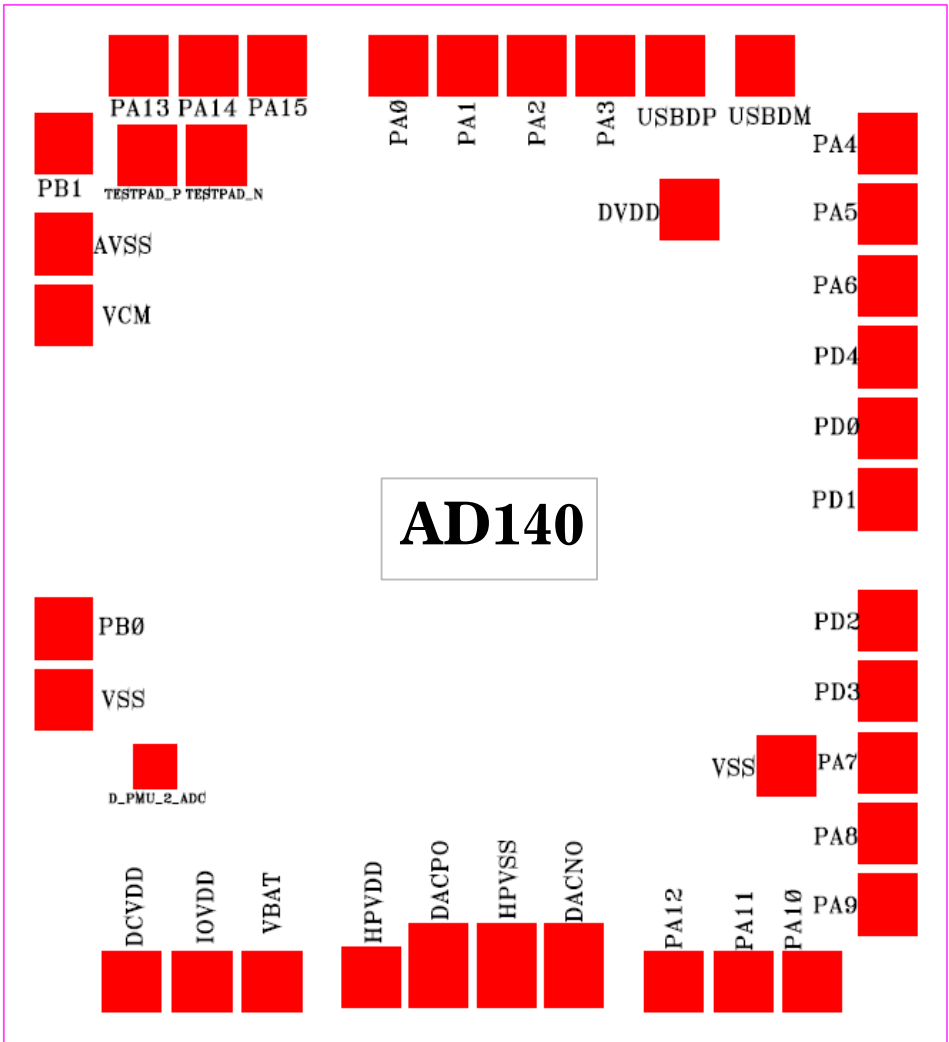 PA13 PA14 PA15
PA0 PA1 PA2 PA3 USBDP USBDM
PA4
PB1
TESTPAD_P TESTPAD_N
DVDD
PA5
AVSS
PA6
VCM
PD4
PD0
PD1
AD140
PB0
PD2
VSS
PD3
VSS
PA7
D_PMU_2_ADC
PA8
DCVDD IOVDD VBAT
HPVDD DACPO HPVSS DACNO
PA12 PA11 PA10
PA9